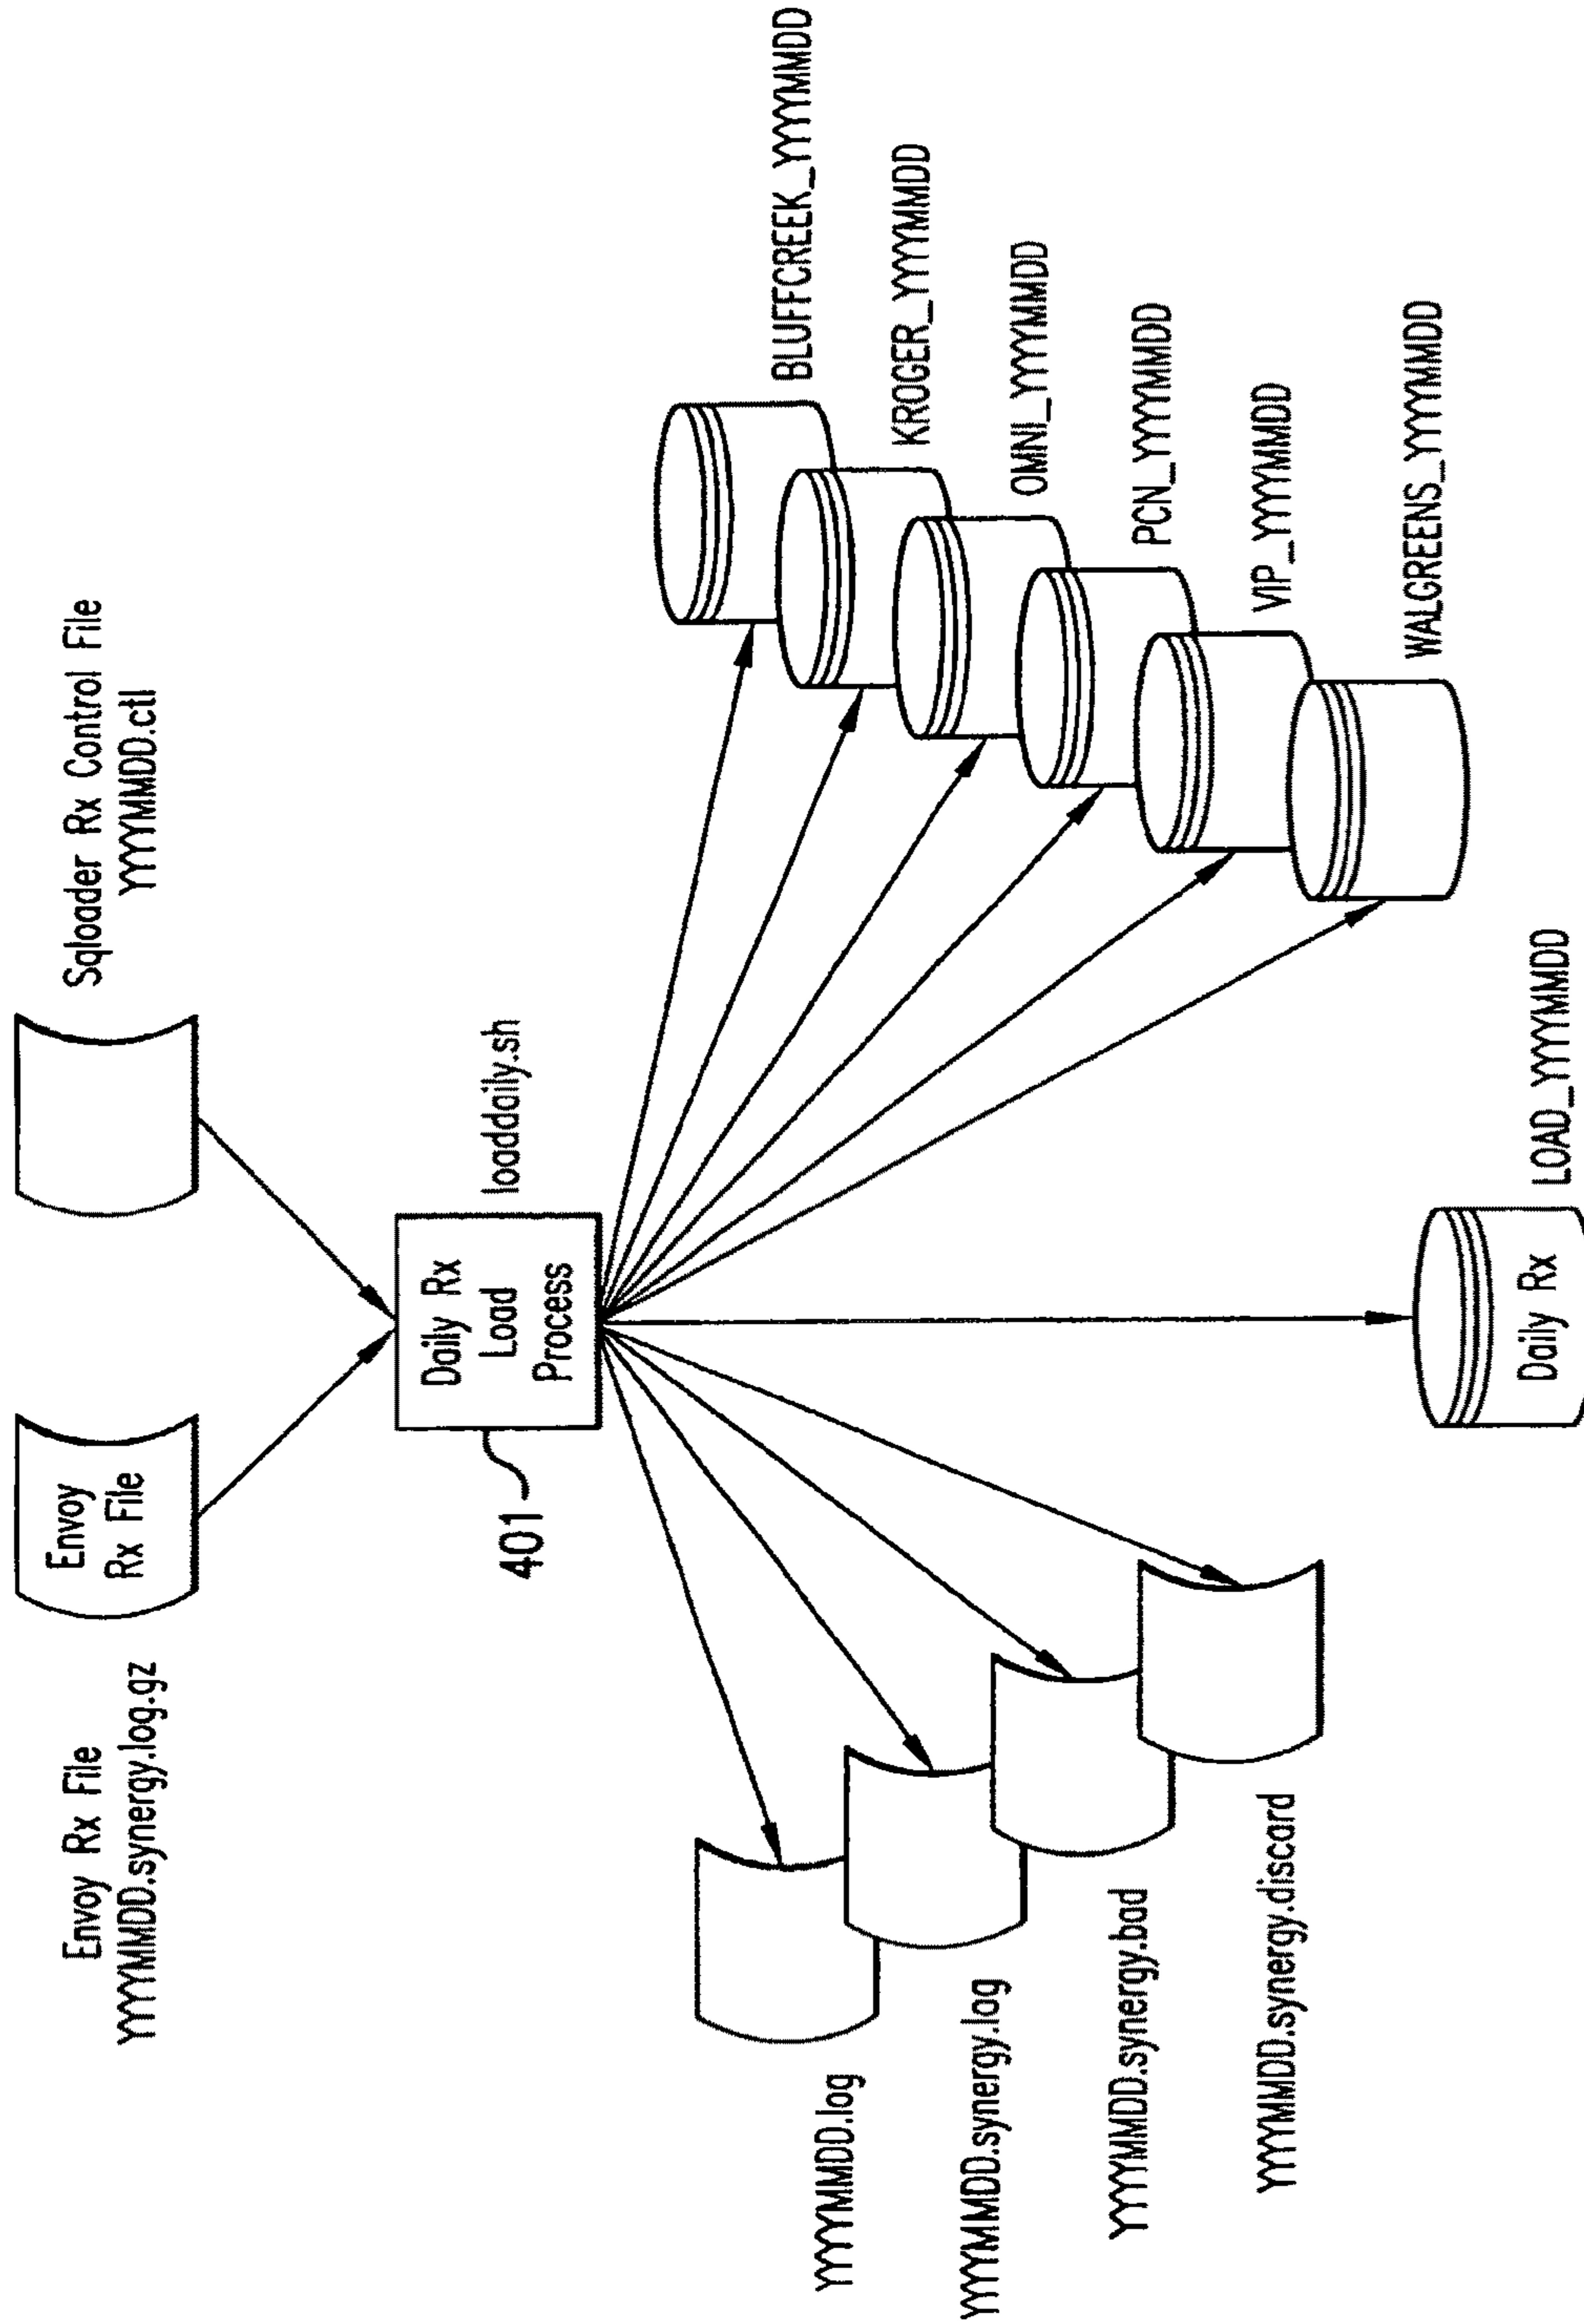 Envoy Rx File
YYYYMMDD.synergy.log.gz
Envoy
Rx File
Sqloader Rx Control File
YYYYMMDD.ctl
Daily Rx
Load
Process
loaddaily.sh
401
YYYYMMDD.log
YYYYMMDD.synergy.log
YYYYMMDD.synergy.bad
YYYYMMDD.synergy.discard
Daily Rx
LOAD_YYYYMMDD
BLUFFCREEK_YYYYMMDD
KROGER_YYYYMMDD
OMNI_YYYYMMDD
PCN_YYYYMMDD
VIP_YYYYMMDD
WALGREENS_YYYYMMDD